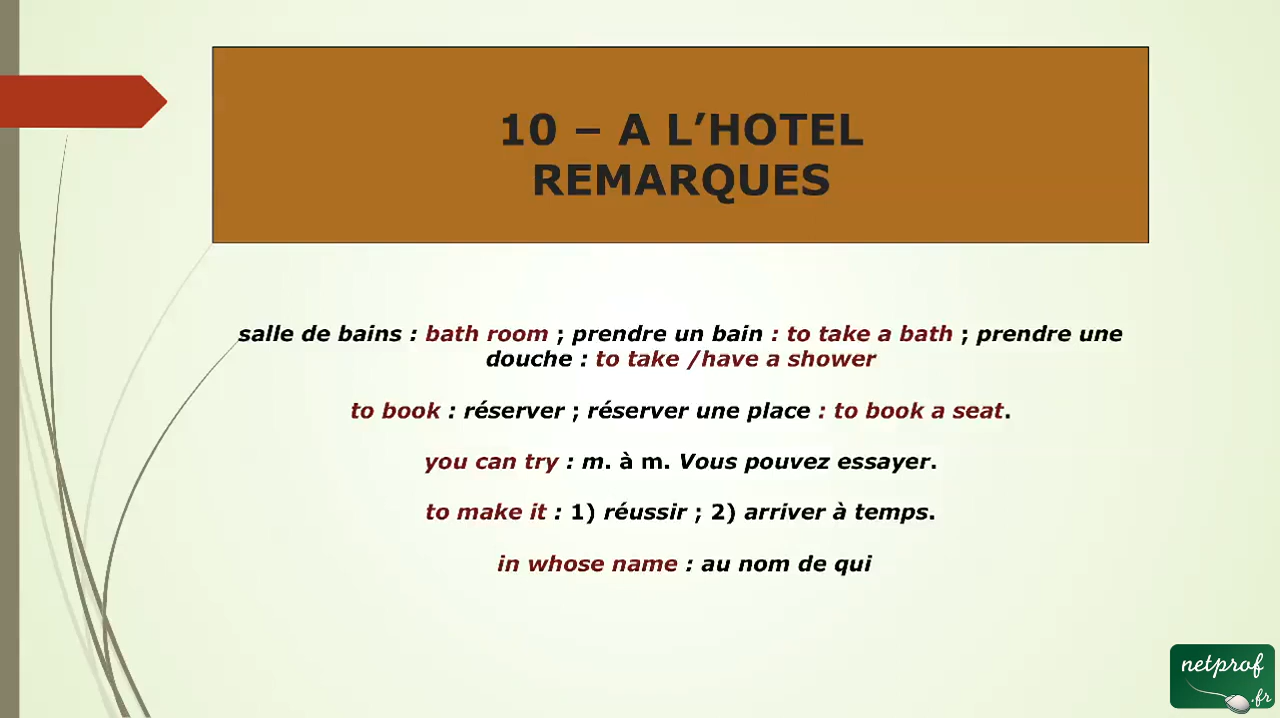 10 – A L’HOTEL
REMARQUES
salle de bains : bath room ; prendre un bain : to take a bath ; prendre une
douche : to take /have a shower
to book : réserver ; réserver une place : to book a seat.
you can try : m. à m. Vous pouvez essayer.
to make it : 1) réussir ; 2) arriver à temps.
in whose name : au nom de qui
netprof
.fr